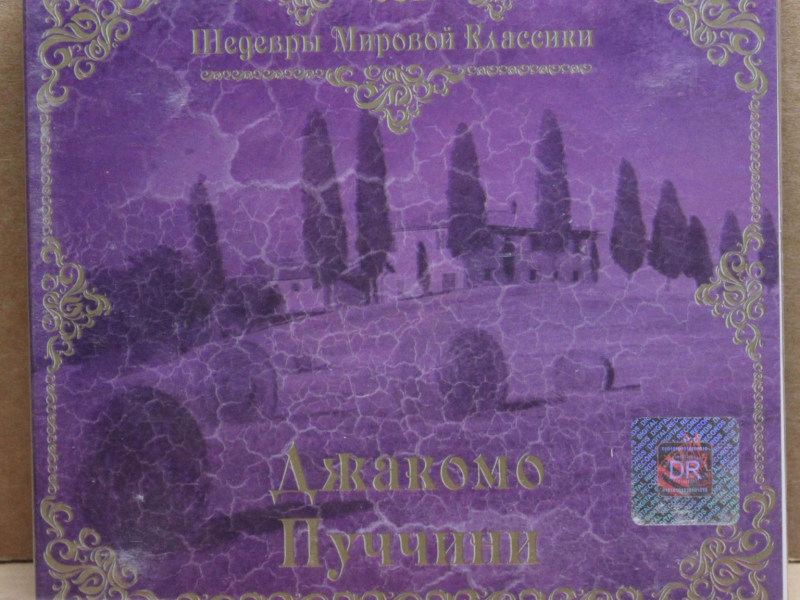 Шедевры Мировой Классики
DR
Джакомо
Пуччини